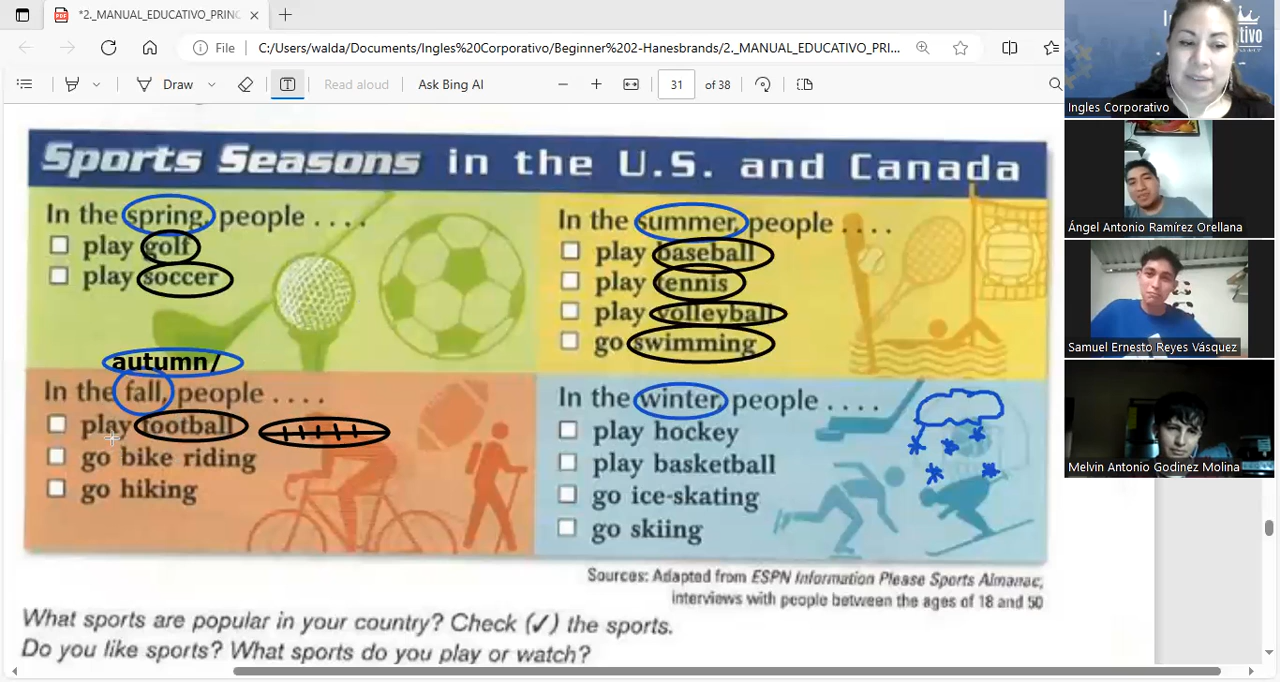 *2._MANUAL_EDUCATIVO_PRINC
File C:/Users/walda/Documents/Ingles%20Corporativo/Beginner%202-Hanesbrands/2._MANUAL_EDUCATIVO_PRI...
Draw Read aloud Ask Bing AI 31 of 38
Sports Seasons in the U.S. and Canada
In the spring, people . . . .
play golf
play soccer
In the summer, people . . . .
play baseball
play tennis
play volleyball
go swimming
autumn/
In the fall, people . . . .
play football
go bike riding
go hiking
In the winter, people . . . .
play hockey
play basketball
go ice-skating
go skiing
Sources: Adapted from ESPN Information Please Sports Almanac,
interviews with people between the ages of 18 and 50
What sports are popular in your country? Check (✓) the sports.
Do you like sports? What sports do you play or watch?
Ingles Corporativo
Ángel Antonio Ramírez Orellana
Samuel Ernesto Reyes Vásquez
Melvin Antonio Godinez Molina